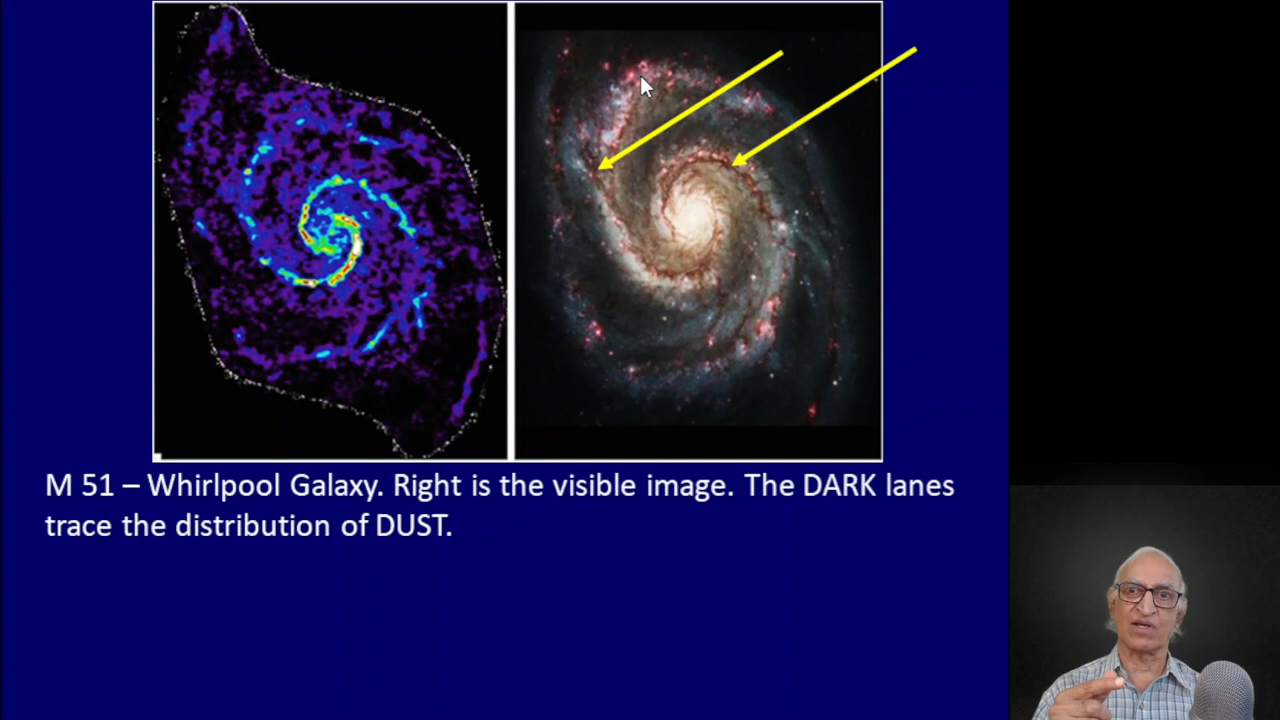 M 51 – Whirlpool Galaxy. Right is the visible image. The DARK lanes
trace the distribution of DUST.